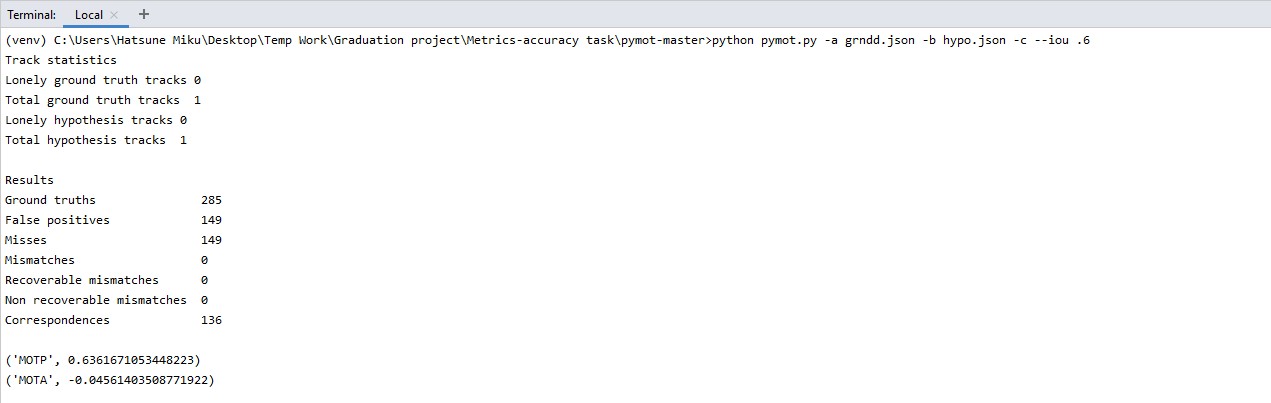 Terminal: Local × +
(venv) C:\Users\Hatsune Miku\Desktop\Temp Work\Graduation project\Metrics-accuracy task\pymot-master>python pymot.py -a grndd.json -b hypo.json -c --iou .6
Track statistics
Lonely ground truth tracks 0
Total ground truth tracks  1
Lonely hypothesis tracks 0
Total hypothesis tracks  1
Results
Ground truths               285
False positives             149
Misses                      149
Mismatches                  0
Recoverable mismatches      0
Non recoverable mismatches  0
Correspondences             136
('MOTP', 0.6361671053448223)
('MOTA', -0.04561403508771922)